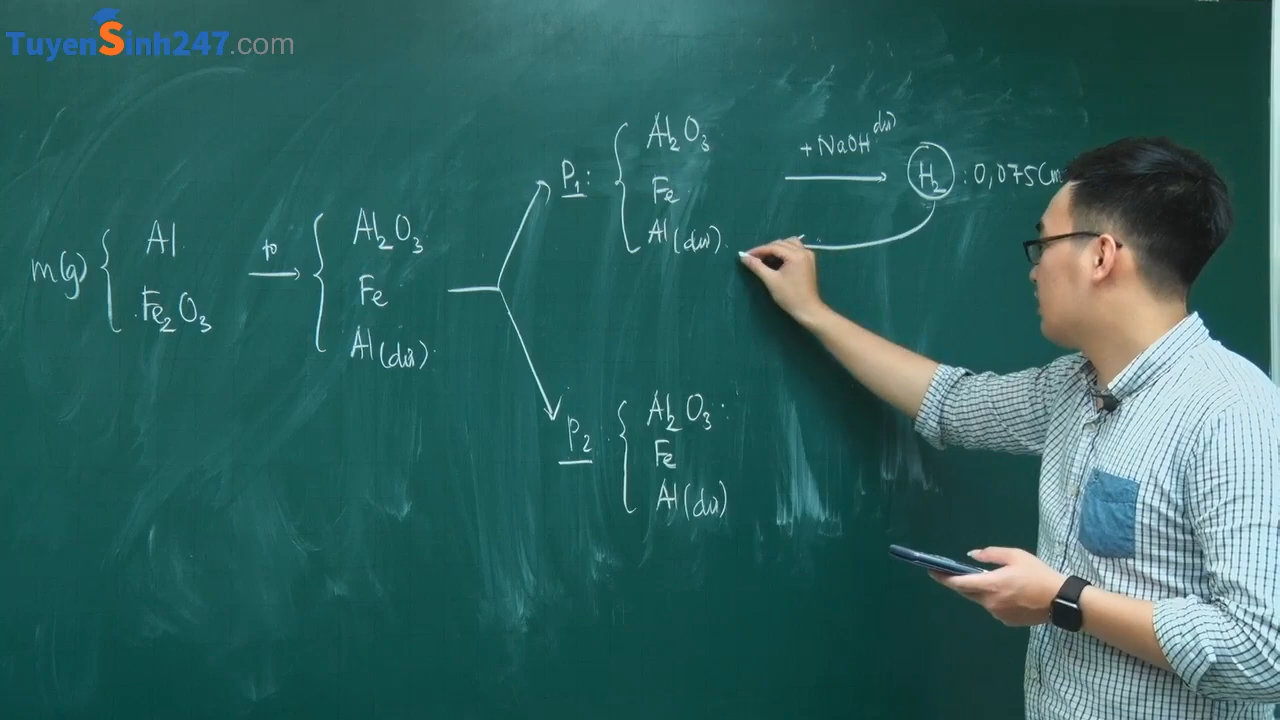 TuyenSinh247.com
m(g)
Al
Fe2O3
t°
Al2O3
Fe
Al (dư)
P1:
Al2O3
Fe
Al (dư)
+ NaOH dư
H2 : 0,075 (m
P2:
Al2O3:
Fe
Al (dư)